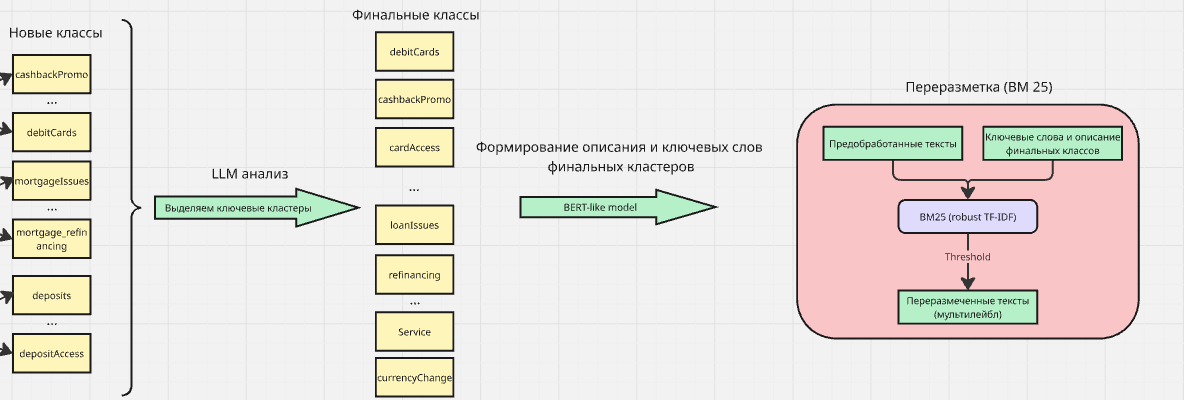 Новые классы
cashbackPromo
...
debitCards
mortgageIssues
...
mortgage_refin
ancing
deposits
...
depositAccess
LLM анализ
Выделяем ключевые кластеры
Финальные классы
debitCards
cashbackPromo
cardAccess
...
loanIssues
refinancing
...
Service
currencyChange
Формирование описания и ключевых слов
финальных кластеров
BERT-like model
Переразметка (BM 25)
Предобработанные тексты
Ключевые слова и описание
финальных классов
BM25 (robust TF-IDF)
Threshold
Переразмеченные тексты
(мультилейбл)